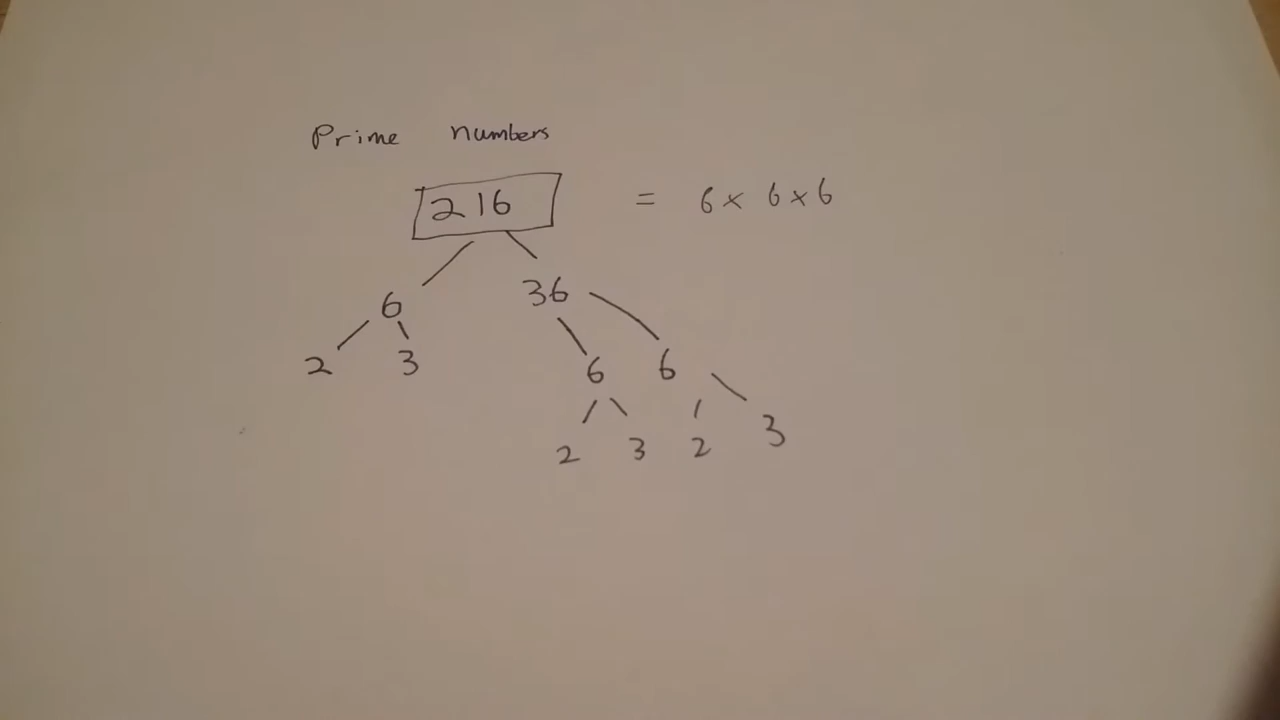 Prime numbers
216 = 6 x 6 x 6
6 36
2 3 6 6
2 3 2 3